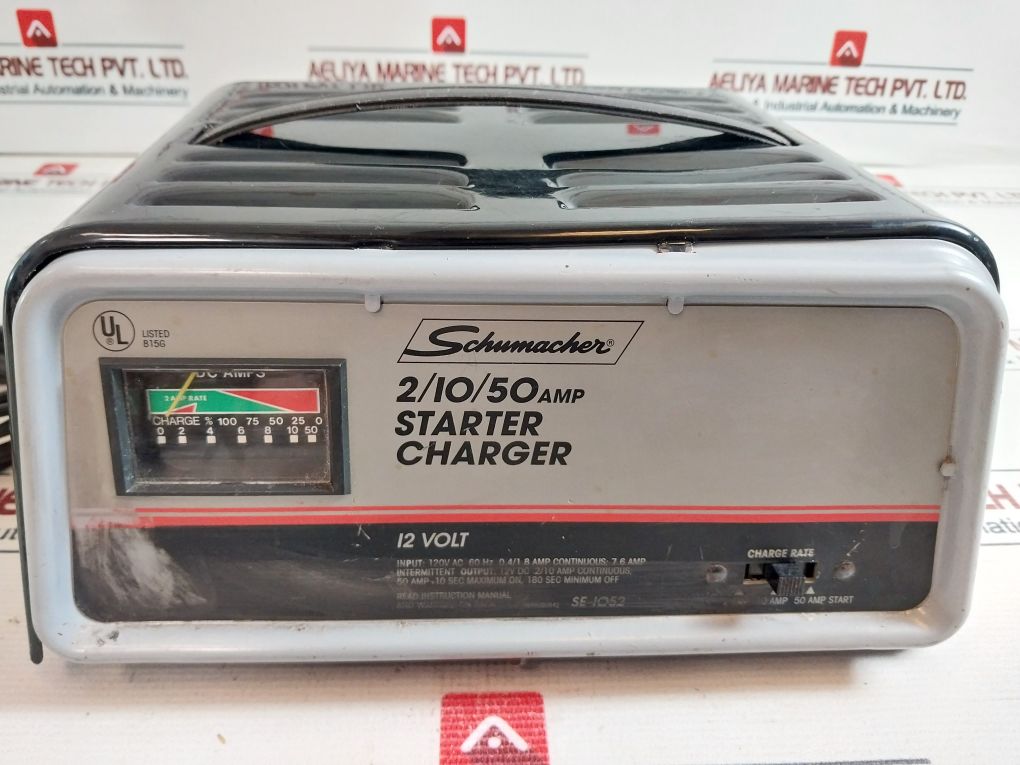 RINE TECH PVT. LTD.
Industrial Automation & Machinery
AELIYA MARINE TECH PVT. LTD.
AELIYA MARINE TECH PVT. LTD.
& Industrial Automation & Machinery
UL
®
LISTED
815G
DC AMPS
2 AMP RATE
CHARGE % 100 75 50 25 0
0 2 4 6 8 10 50
Schumacher®
2/10/50 AMP
STARTER
CHARGER
12 VOLT
INPUT: 120V AC, 60 Hz, 0.4/1.8 AMP CONTINUOUS; 7.6 AMP
INTERMITTENT OUTPUT: 12V DC 2/10 AMP CONTINUOUS;
50 AMP -10 SEC MAXIMUM ON, 180 SEC MINIMUM OFF
READ INSTRUCTION MANUAL
SE-1052
CHARGE RATE
AMP 50 AMP START